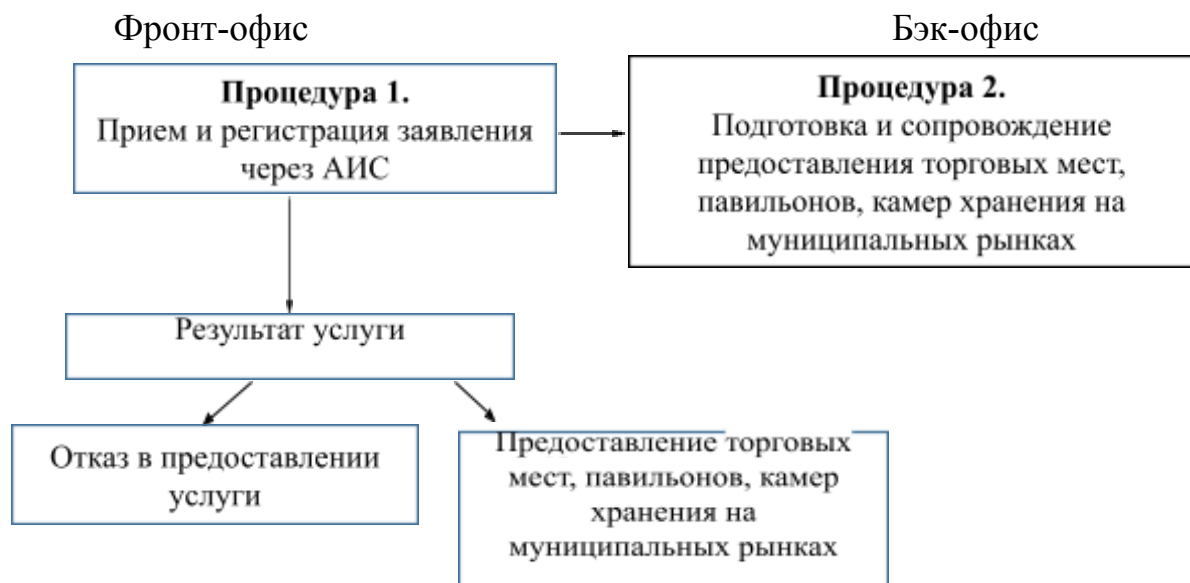 Фронт-офис
Бэк-офис
Процедура 1.
Прием и регистрация заявления
через АИС
Процедура 2.
Подготовка и сопровождение
предоставления торговых мест,
павильонов, камер хранения на
муниципальных рынках
Результат услуги
Отказ в предоставлении
услуги
Предоставление торговых
мест, павильонов, камер
хранения на
муниципальных рынках